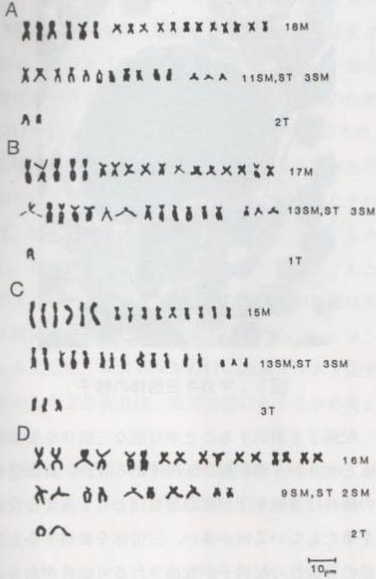 A
18M
11SM,ST 3SM
2T
B
17M
13SM,ST 3SM
1T
C
15M
13SM,ST 3SM
3T
D
16M
9SM,ST 2SM
2T
10μm